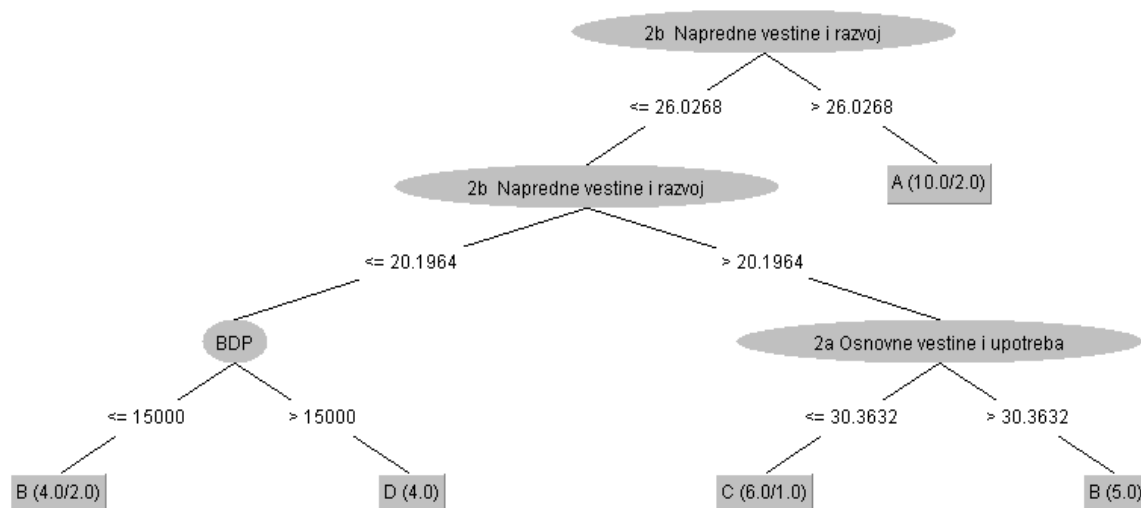 2b Napredne vestine i razvoj
<= 26.0268
> 26.0268
2b Napredne vestine i razvoj
A (10.0/2.0)
<= 20.1964
> 20.1964
BDP
2a Osnovne vestine i upotreba
<= 15000
> 15000
<= 30.3632
> 30.3632
B (4.0/2.0)
D (4.0)
C (6.0/1.0)
B (5.0)